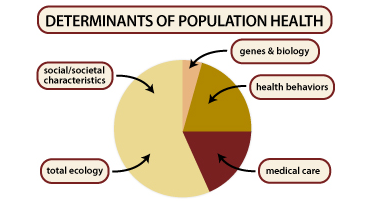 DETERMINANTS OF POPULATION HEALTH
genes & biology
social/societal
characteristics
health behaviors
total ecology
medical care